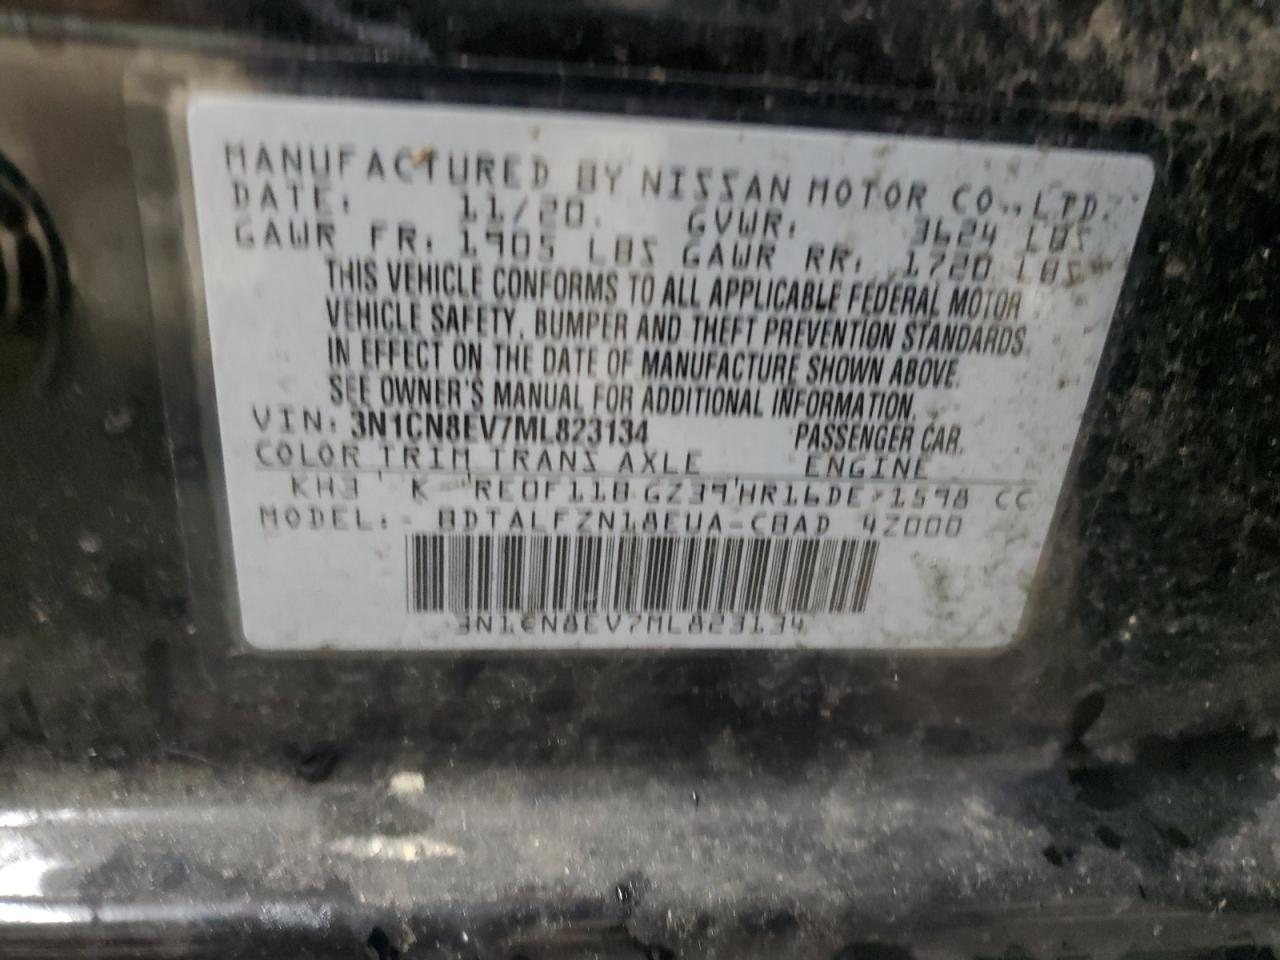 MANUFACTURED BY NISSAN MOTOR CO., LTD.
DATE: 11/20. GVWR: 3624 LBS
GAWR FR: 1905 LBS GAWR RR: 1720 LBS
THIS VEHICLE CONFORMS TO ALL APPLICABLE FEDERAL MOTOR
VEHICLE SAFETY, BUMPER AND THEFT PREVENTION STANDARDS
IN EFFECT ON THE DATE OF MANUFACTURE SHOWN ABOVE.
SEE OWNER'S MANUAL FOR ADDITIONAL INFORMATION.
VIN: 3N1CN8EV7ML823134 PASSENGER CAR.
COLOR TRIM TRANS AXLE ENGINE
KH3 K RE0F11B GZ39 HR16DE 1598 CC
MODEL: BDTALFZN18EUA-CBAD 4Z000
3N1CN8EV7ML823134